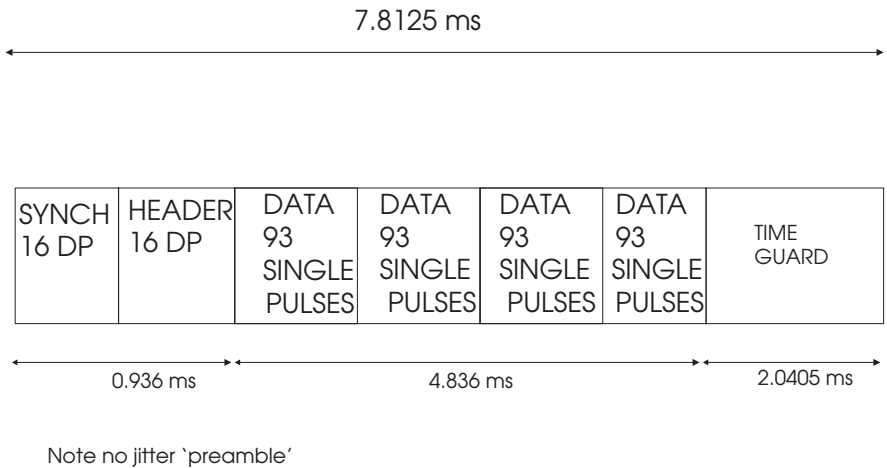 7.8125 ms
SYNCH
16 DP
HEADER
16 DP
DATA
93
SINGLE
PULSES
DATA
93
SINGLE
PULSES
DATA
93
SINGLE
PULSES
DATA
93
SINGLE
PULSES
TIME
GUARD
0.936 ms
4.836 ms
2.0405 ms
Note no jitter ‘preamble’